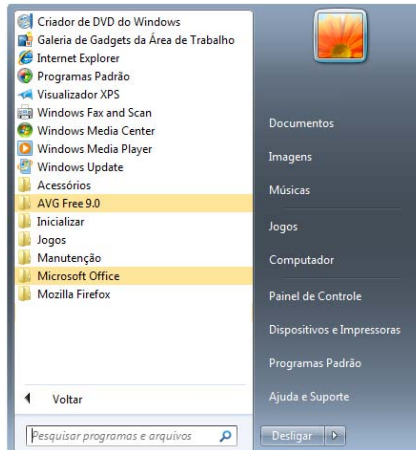 Criador de DVD do Windows
Galeria de Gadgets da Área de Trabalho
Internet Explorer
Programas Padrão
Visualizador XPS
Windows Fax and Scan
Windows Media Center
Windows Media Player
Windows Update
Acessórios
AVG Free 9.0
Inicializar
Jogos
Manutenção
Microsoft Office
Mozilla Firefox
Voltar
Pesquisar programas e arquivos
Documentos
Imagens
Músicas
Jogos
Computador
Painel de Controle
Dispositivos e Impressoras
Programas Padrão
Ajuda e Suporte
Desligar